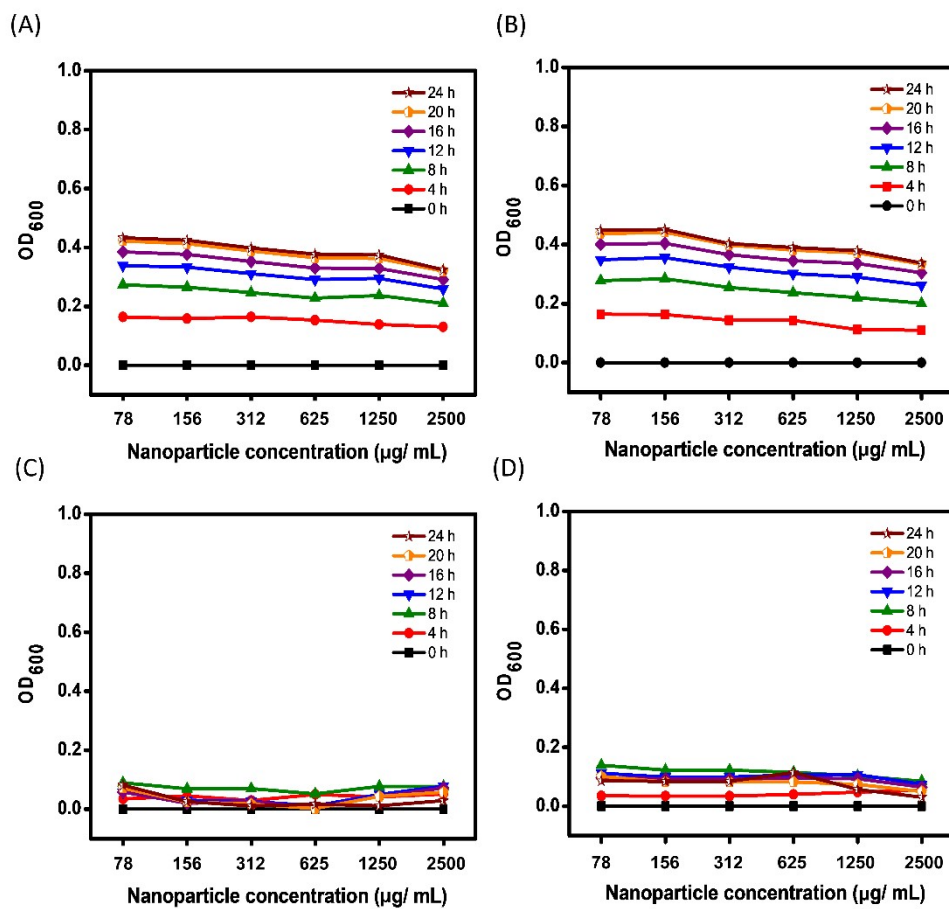 (A)
1.0
0.8
0.6
0.4
0.2
0.0
OD600
24 h
20 h
16 h
12 h
8 h
4 h
0 h
78 156 312 625 1250 2500
Nanoparticle concentration (µg/ mL)
(B)
1.0
0.8
0.6
0.4
0.2
0.0
OD600
24 h
20 h
16 h
12 h
8 h
4 h
0 h
78 156 312 625 1250 2500
Nanoparticle concentration (µg/ mL)
(C)
1.0
0.8
0.6
0.4
0.2
0.0
OD600
24 h
20 h
16 h
12 h
8 h
4 h
0 h
78 156 312 625 1250 2500
Nanoparticle concentration (µg/ mL)
(D)
1.0
0.8
0.6
0.4
0.2
0.0
OD600
24 h
20 h
16 h
12 h
8 h
4 h
0 h
78 156 312 625 1250 2500
Nanoparticle concentration (µg/ mL)